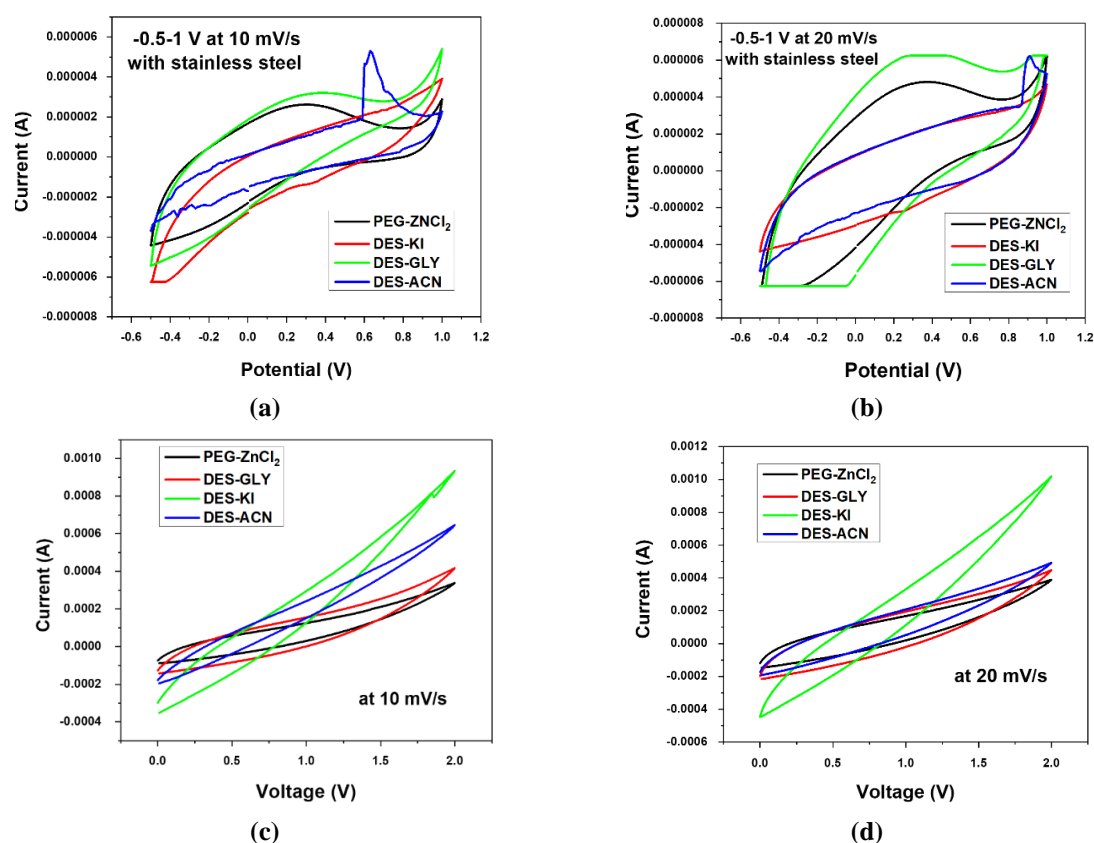 -0.5-1 V at 10 mV/s
with stainless steel
0.000006
0.000004
0.000002
0.000000
-0.000002
-0.000004
-0.000006
-0.000008
Current (A)
PEG-ZNCl₂
DES-KI
DES-GLY
DES-ACN
-0.6 -0.4 -0.2 0.0 0.2 0.4 0.6 0.8 1.0 1.2
Potential (V)
(a)
-0.5-1 V at 20 mV/s
with stainless steel
0.000008
0.000006
0.000004
0.000002
0.000000
-0.000002
-0.000004
-0.000006
-0.000008
Current (A)
PEG-ZNCl₂
DES-KI
DES-GLY
DES-ACN
-0.6 -0.4 -0.2 0.0 0.2 0.4 0.6 0.8 1.0 1.2
Potential (V)
(b)
0.0010
0.0008
0.0006
0.0004
0.0002
0.0000
-0.0002
-0.0004
Current (A)
PEG-ZnCl₂
DES-GLY
DES-KI
DES-ACN
at 10 mV/s
0.0 0.5 1.0 1.5 2.0
Voltage (V)
(c)
0.0012
0.0010
0.0008
0.0006
0.0004
0.0002
0.0000
-0.0002
-0.0004
-0.0006
Current (A)
PEG-ZnCl₂
DES-GLY
DES-KI
DES-ACN
at 20 mV/s
0.0 0.5 1.0 1.5 2.0
Voltage (V)
(d)